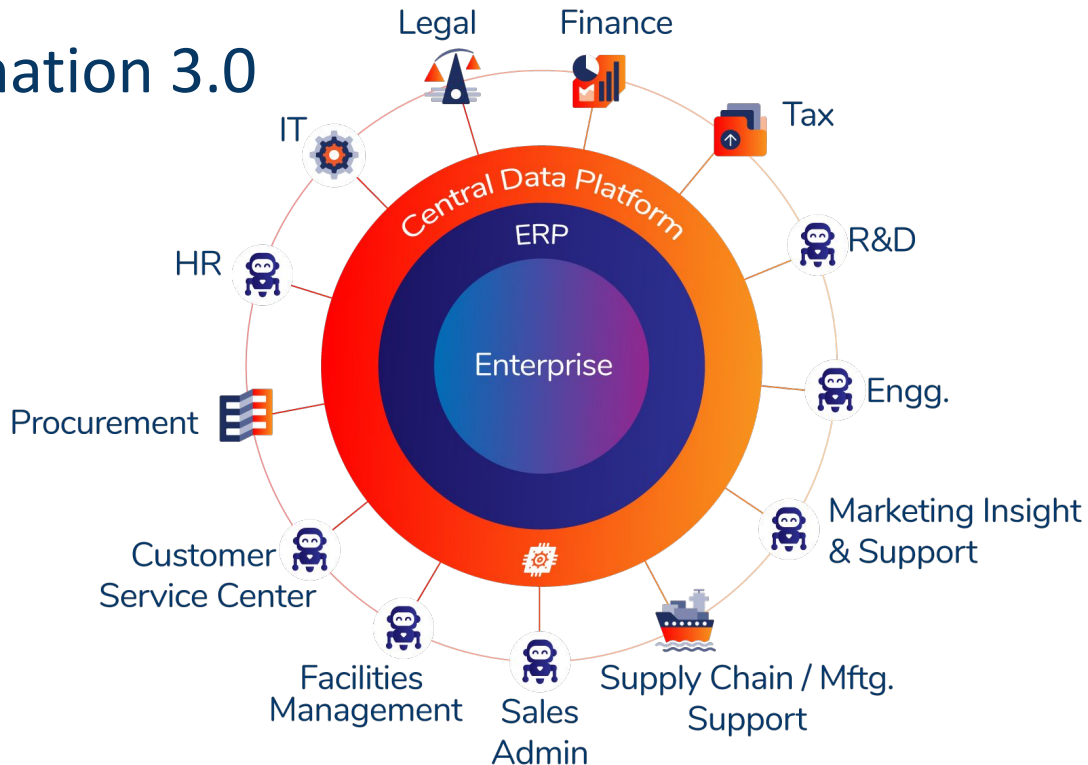 Legal
Finance
nation 3.0
Tax
IT
Central Data Platform
ERP
R&D
HR
Enterprise
Engg.
Procurement
Marketing Insight
& Support
Customer
Service Center
Facilities
Management
Sales
Admin
Supply Chain / Mftg.
Support